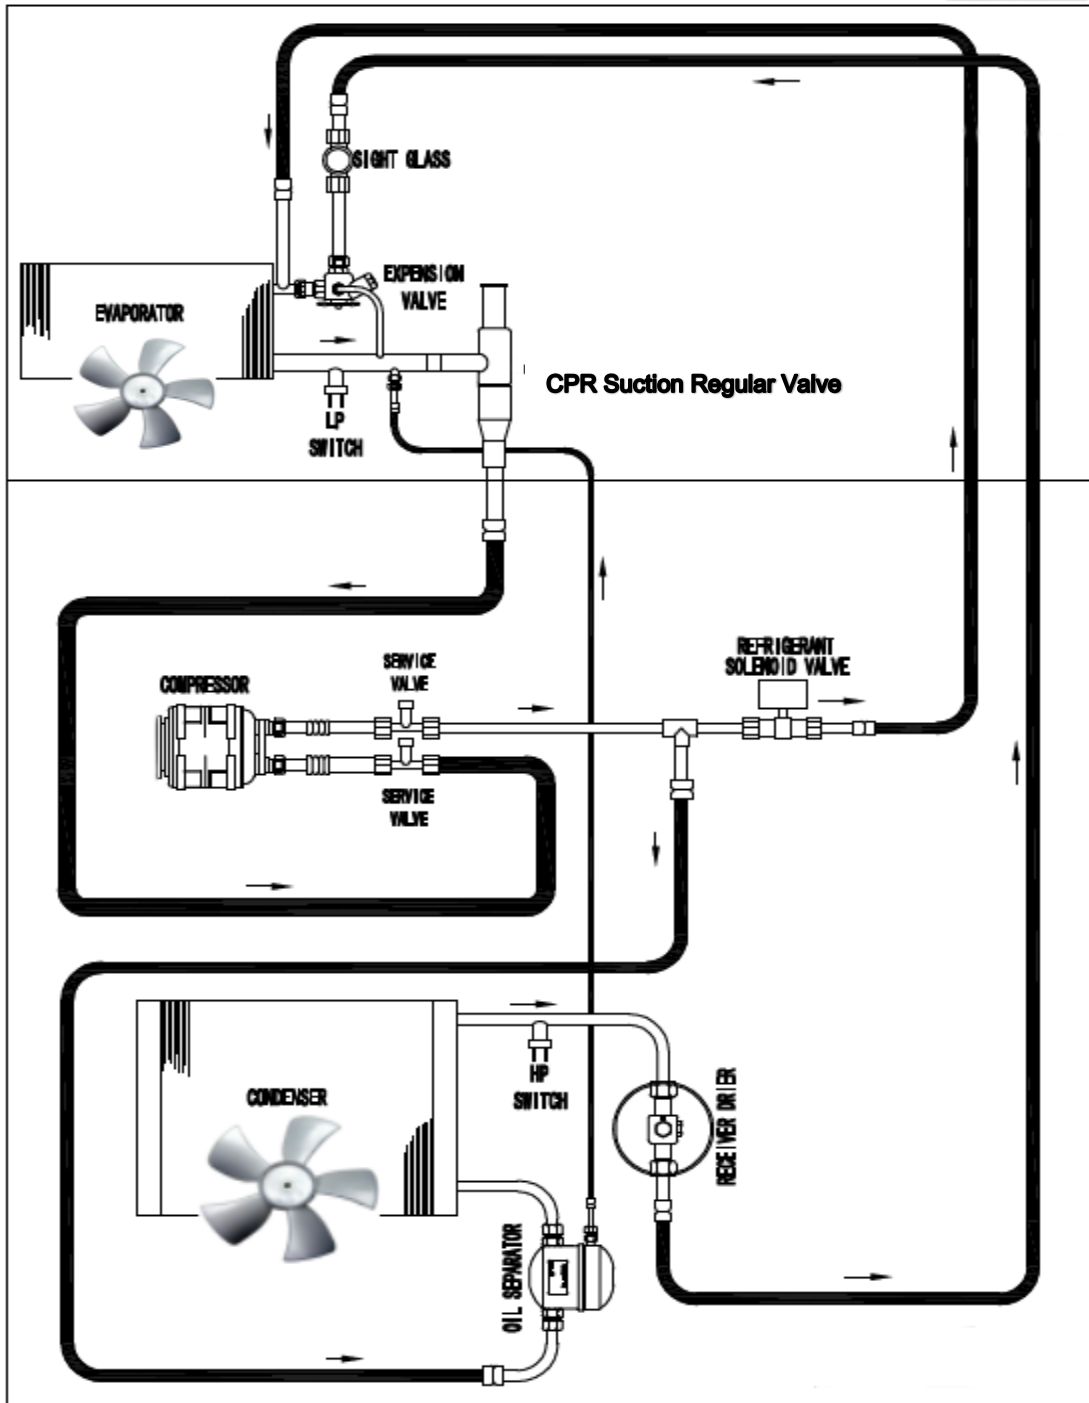 SIGHT GLASS
EXPENSION
VALVE
EVAPORATOR
CPR Suction Regular Valve
LP
SWITCH
REFRIGERANT
SOLENOID VALVE
SERVICE
VALVE
COMPRESSOR
SERVICE
VALVE
HP
SWITCH
CONDENSER
RECEIVER DRIER
OIL SEPARATOR